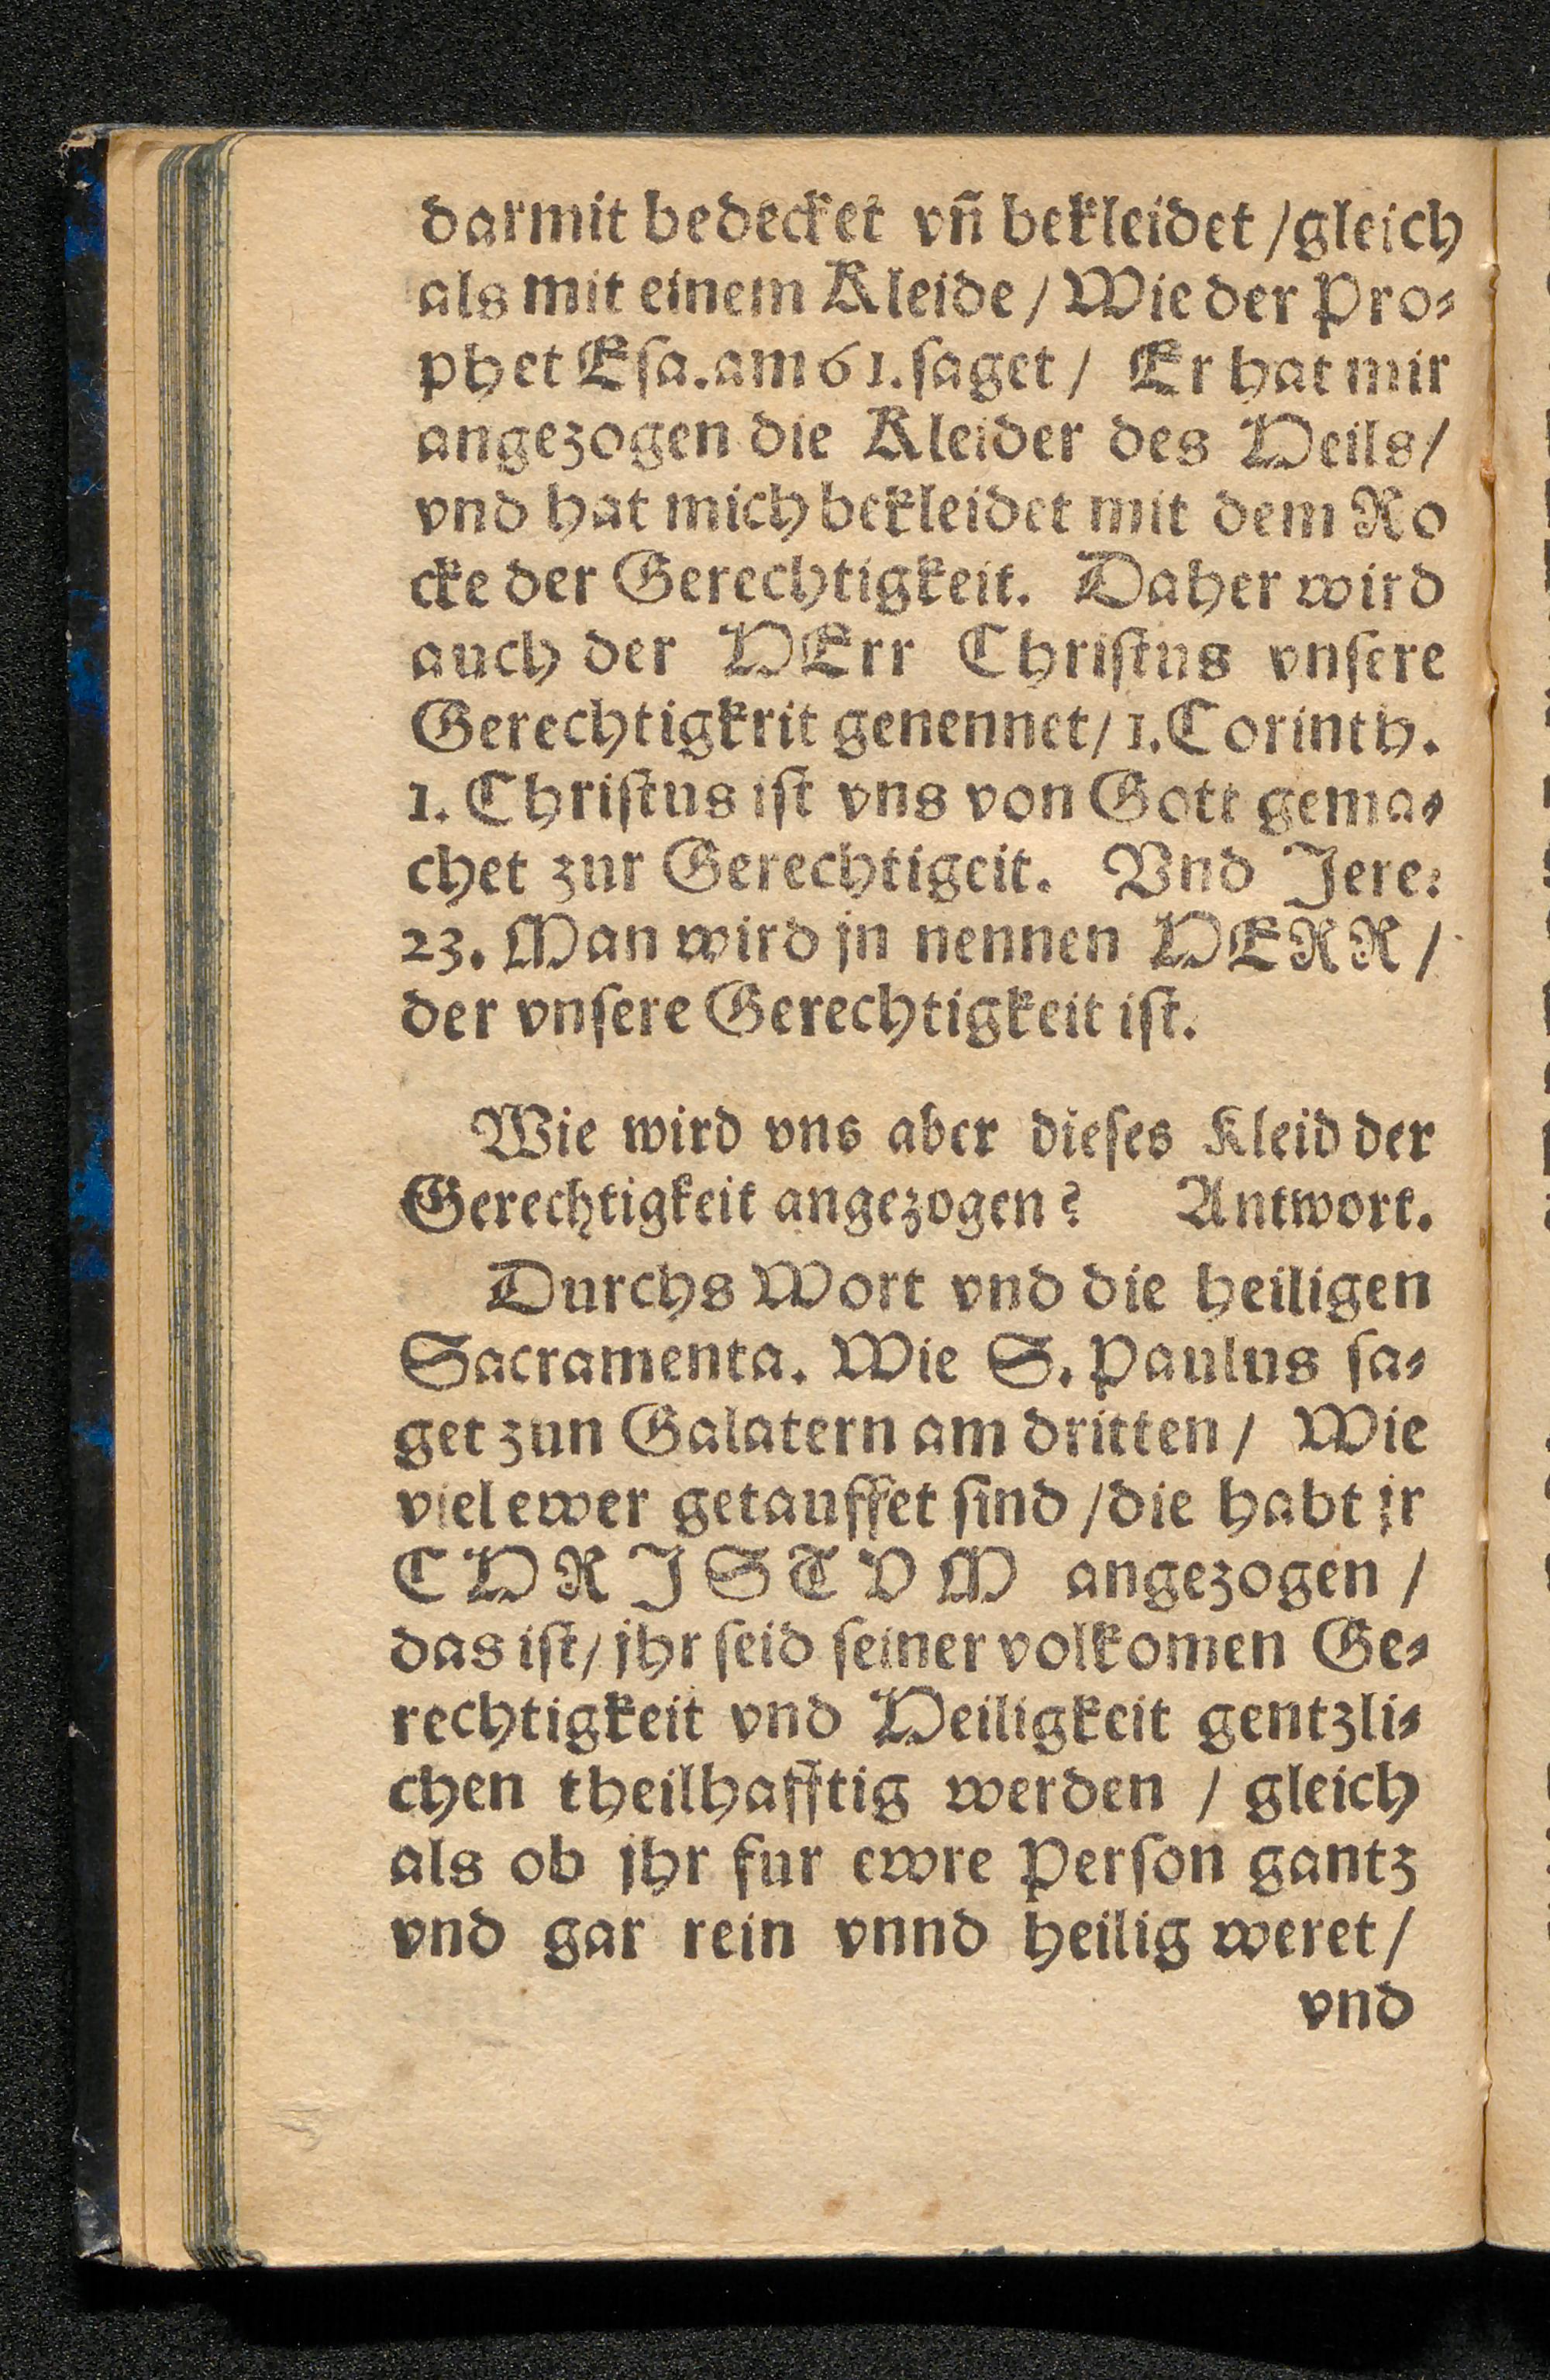 darmit bedecket vñ bekleidet /gleich
als mit einem Kleide / Wie der Pro⸗
phet Eſa. am 61. ſaget / Er hat mir
angezogen die Kleider des Heils/
vnd hat mich bekleidet mit dem Ro
cke der Gerechtigkeit. Daher wird
auch der HErr Chriſtus vnſere
Gerechtigkrit genennet/ 1. Corinth.
1. Chriſtus iſt vns von Gott gema⸗
chet zur Gerechtigeit. Vnd Jere:
23. Man wird jn nennen HERR /
der vnſere Gerechtigkeit iſt.
Wie wird vns aber dieſes Kleid der
Gerechtigkeit angezogen? Antwort.
Durchs Wort vnd die heiligen
Sacramenta. Wie S. Paulus ſa⸗
get zun Galatern am dritten / Wie
viel ewer getauffet ſind /die habt jr
CHRJSTVM angezogen /
das iſt/ jhr ſeid ſeiner volkomen Ge⸗
rechtigkeit vnd Heiligkeit gentzli⸗
chen theilhafftig werden / gleich
als ob jhr fur ewre Perſon gantz
vnd gar rein vnnd heilig weret /
vnd